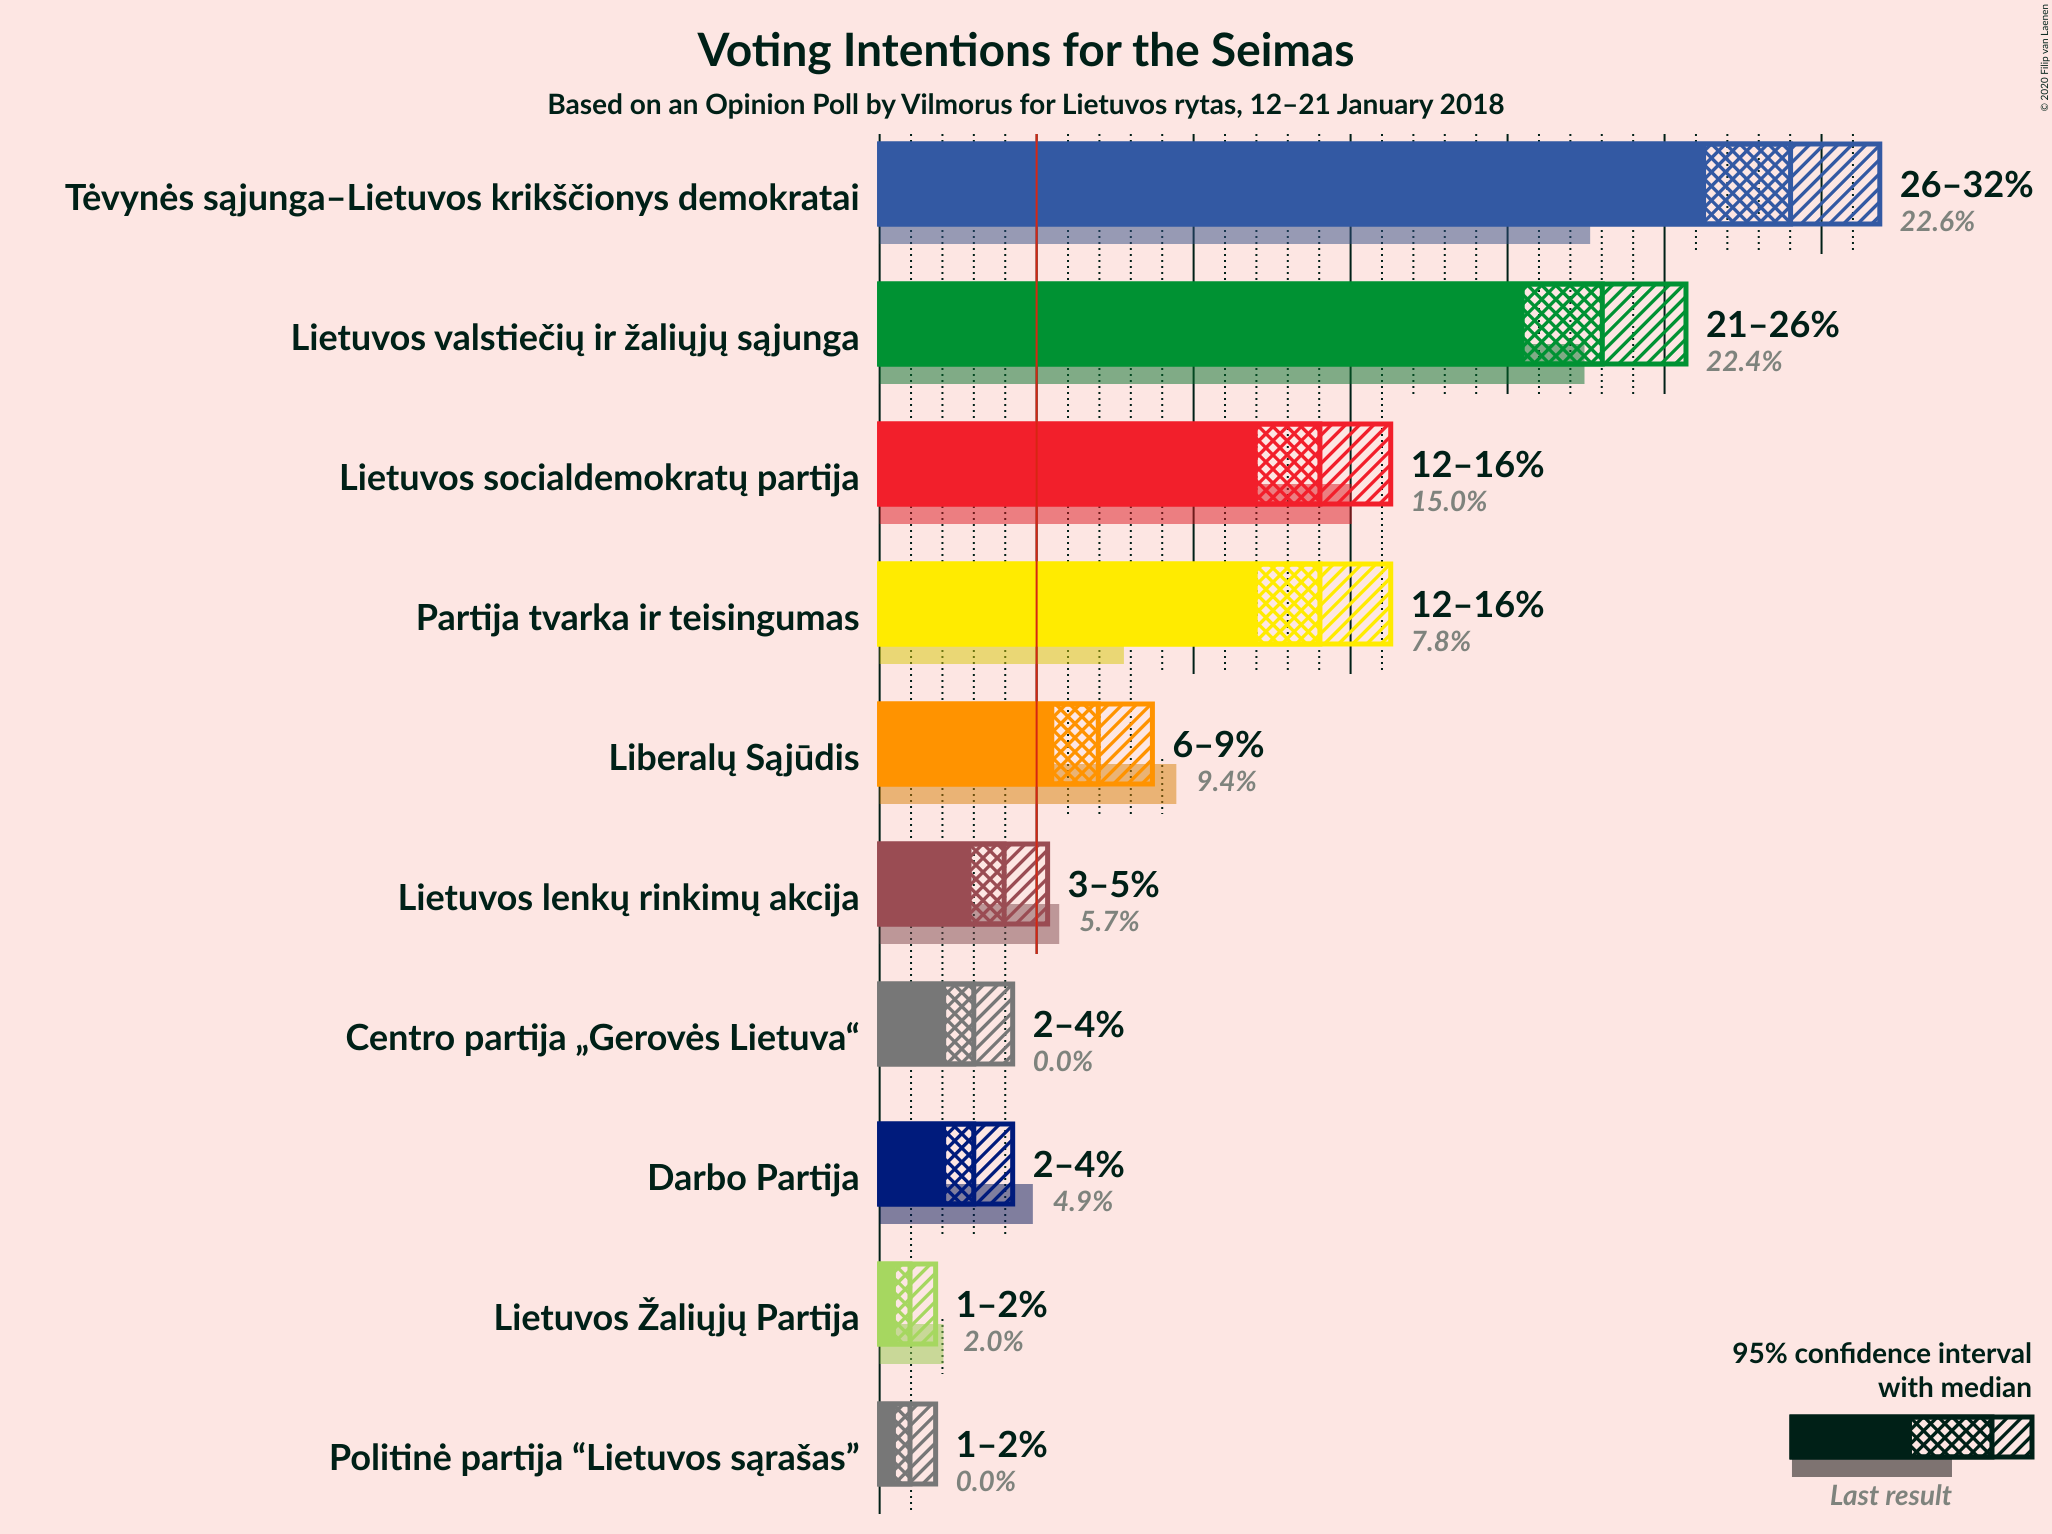 Voting Intentions for the Seimas
Based on an Opinion Poll by Vilmorus for Lietuvos rytas, 12–21 January 2018
© 2020 Filip van Laenen
Tėvynės sąjunga–Lietuvos krikščionys demokratai
26–32%
22.6%
Lietuvos valstiečių ir žaliųjų sąjunga
21–26%
22.4%
Lietuvos socialdemokratų partija
12–16%
15.0%
Partija tvarka ir teisingumas
12–16%
7.8%
Liberalų Sąjūdis
6–9%
9.4%
Lietuvos lenkų rinkimų akcija
3–5%
5.7%
Centro partija „Gerovės Lietuva“
2–4%
0.0%
Darbo Partija
2–4%
4.9%
Lietuvos Žaliųjų Partija
1–2%
2.0%
Politinė partija “Lietuvos sąrašas”
1–2%
0.0%
95% confidence interval
with median
Last result